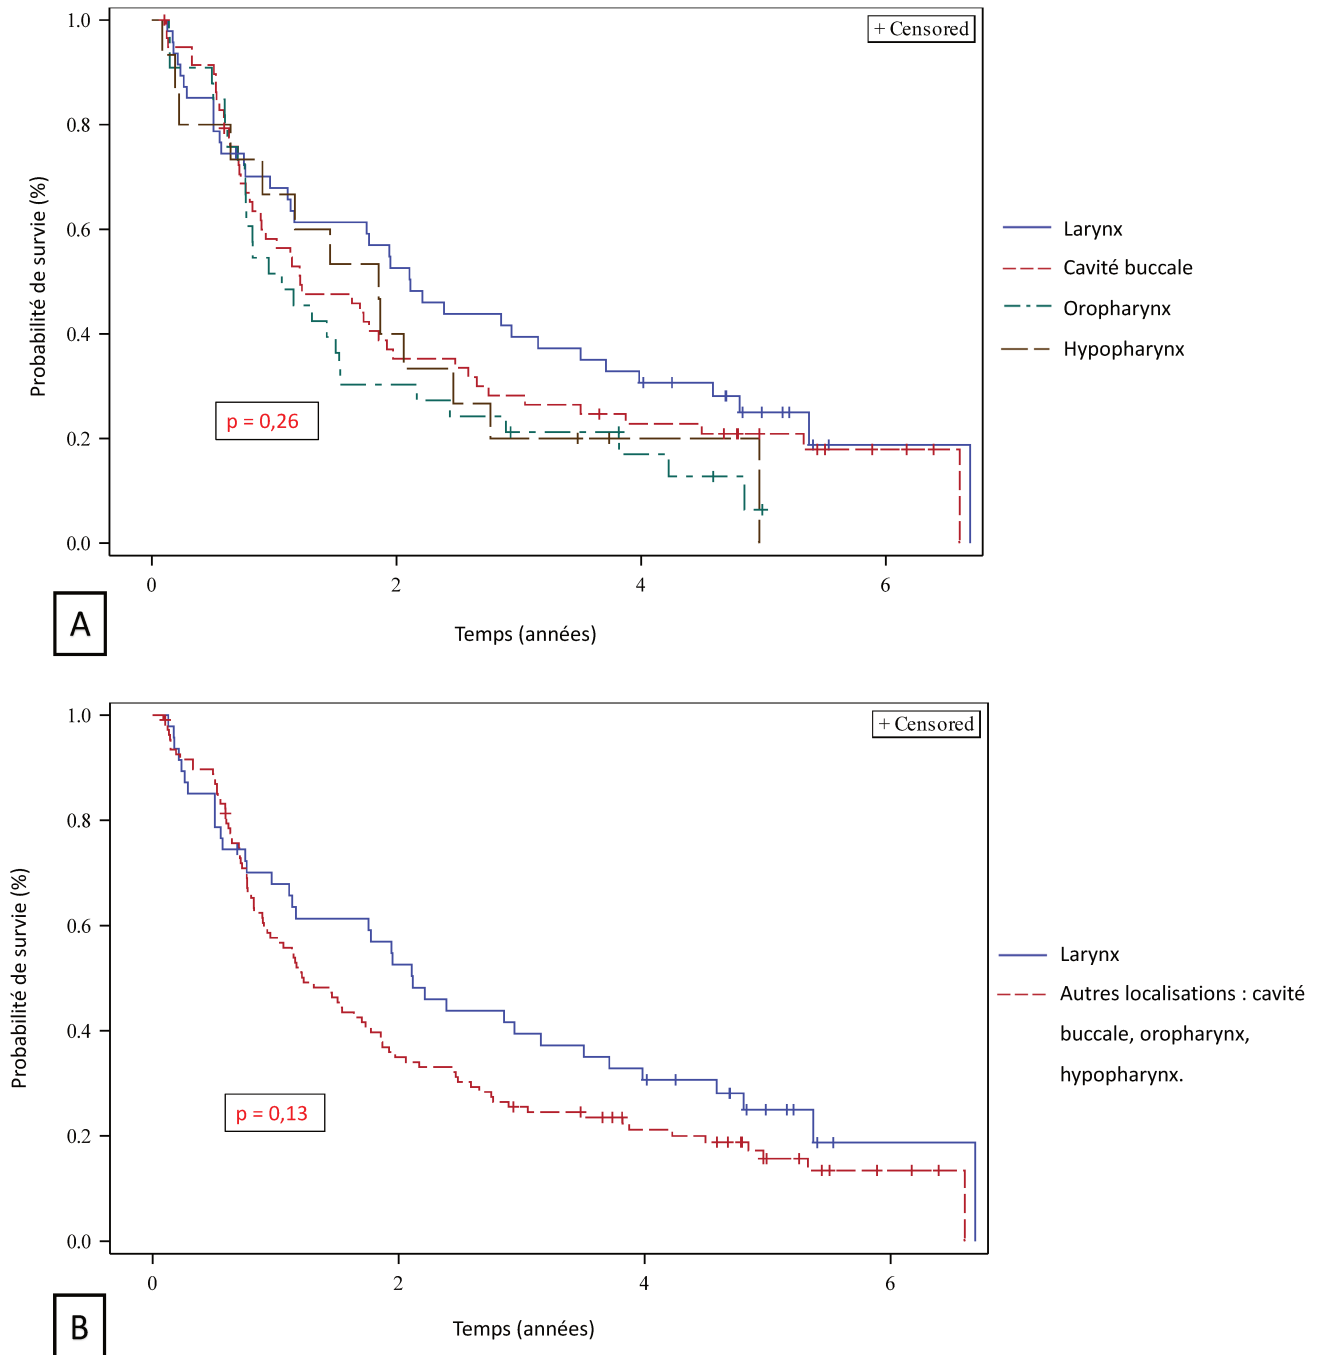 + Censored
1.0
0.8
0.6
0.4
0.2
0.0
Probabilité de survie (%)
p = 0,26
0 2 4 6
Temps (années)
Larynx
Cavité buccale
Oropharynx
Hypopharynx
A
+ Censored
1.0
0.8
0.6
0.4
0.2
0.0
Probabilité de survie (%)
p = 0,13
0 2 4 6
Temps (années)
Larynx
Autres localisations : cavité
buccale, oropharynx,
hypopharynx.
B